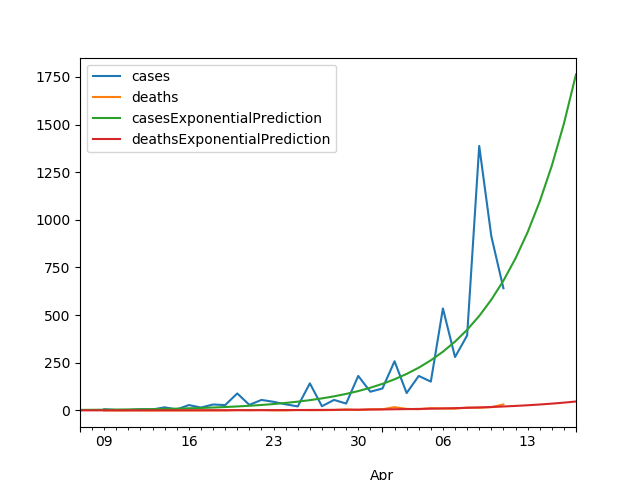 cases
deaths
casesExponentialPrediction
deathsExponentialPrediction
1750
1500
1250
1000
750
500
250
0
09 16 23 30 06 13
Apr